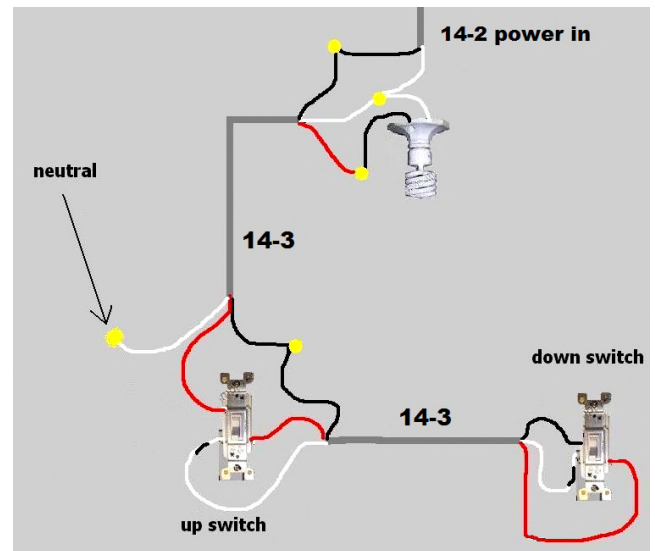 14-2 power in
neutral
14-3
down switch
14-3
up switch